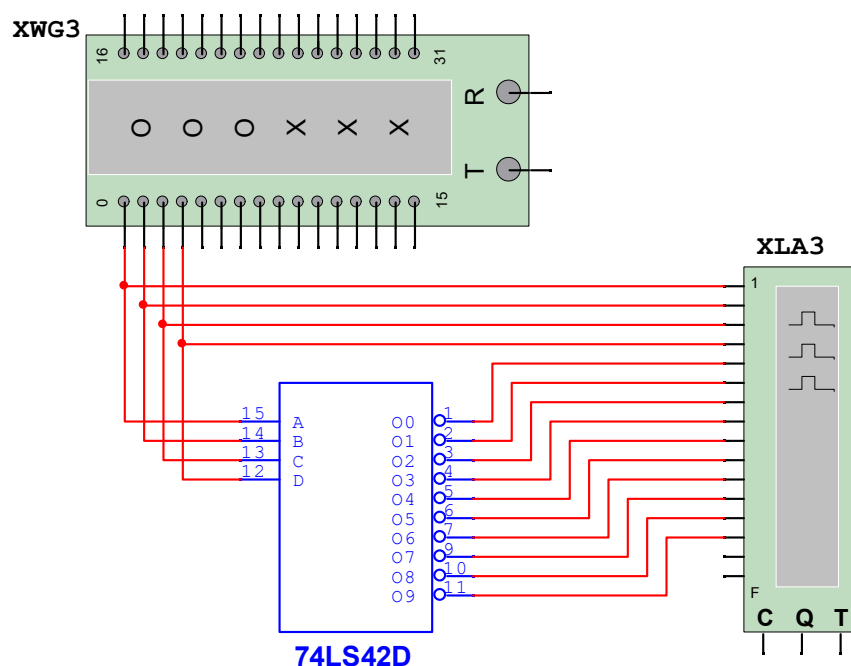 XWG3
16 31
O O O X X X
R
T
0 15
XLA3
1
15 A O0 1
14 B O1 2
13 C O2 3
12 D O3 4
O4 5
O5 6
O6 7
O7 9
O8 10
O9 11
F
C Q T
74LS42D